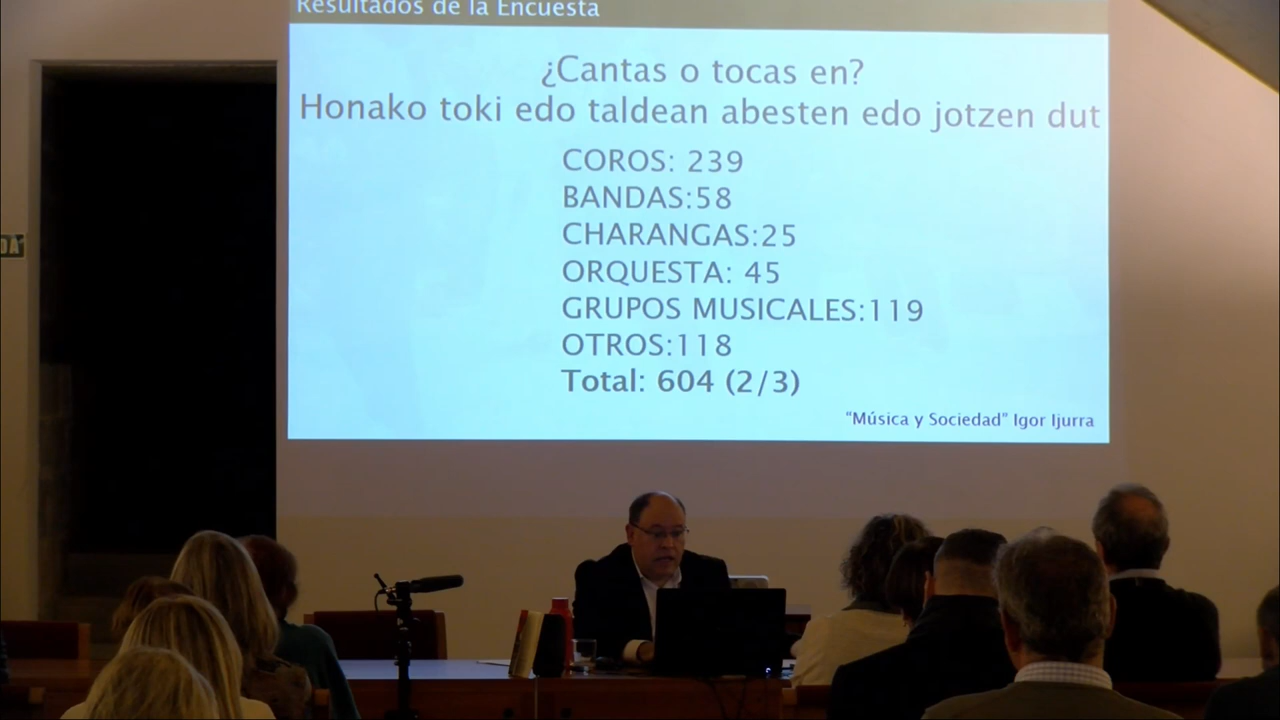 Resultados de la Encuesta
¿Cantas o tocas en?
Honako toki edo taldean abesten edo jotzen dut
COROS: 239
BANDAS:58
CHARANGAS:25
ORQUESTA: 45
GRUPOS MUSICALES:119
OTROS:118
Total: 604 (2/3)
“Música y Sociedad” Igor Ijurra